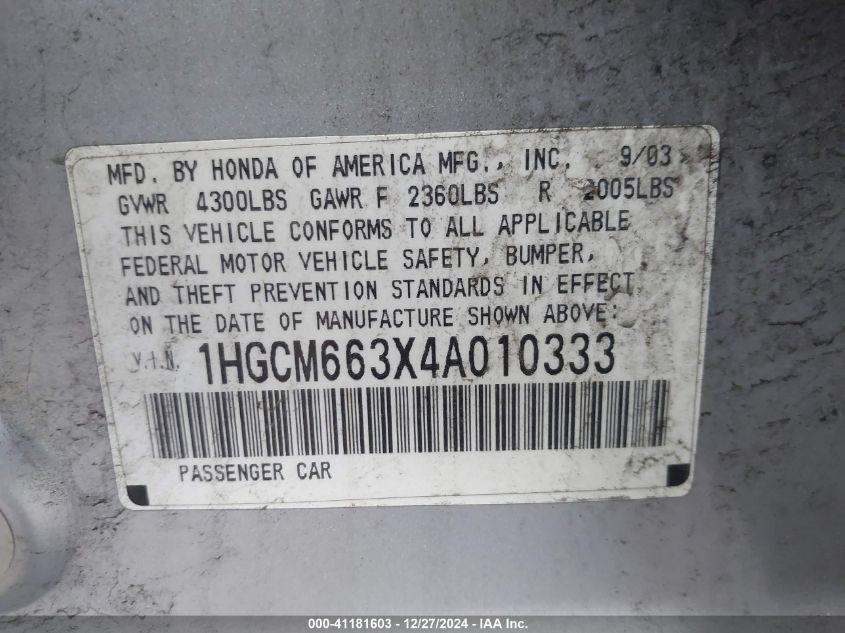 MFD. BY HONDA OF AMERICA MFG., INC. 9/03
GVWR 4300LBS GAWR F 2360LBS R 2005LBS
THIS VEHICLE CONFORMS TO ALL APPLICABLE
FEDERAL MOTOR VEHICLE SAFETY, BUMPER,
AND THEFT PREVENTION STANDARDS IN EFFECT
ON THE DATE OF MANUFACTURE SHOWN ABOVE:
V.I.N. 1HGCM663X4A010333
PASSENGER CAR
000-41181603 - 12/27/2024 - IAA Inc.